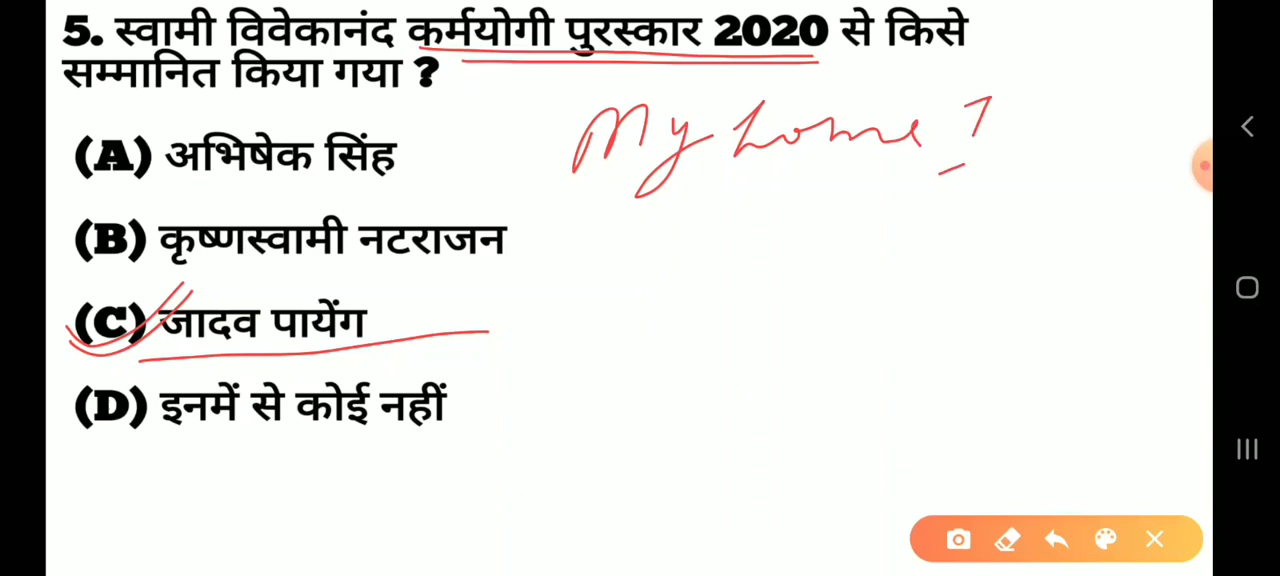 5. स्वामी विवेकानंद कर्मयोगी पुरस्कार 2020 से किसे
सम्मानित किया गया ?
My home ?
(A) अभिषेक सिंह
(B) कृष्णस्वामी नटराजन
(C) जादव पायेंग
(D) इनमें से कोई नहीं